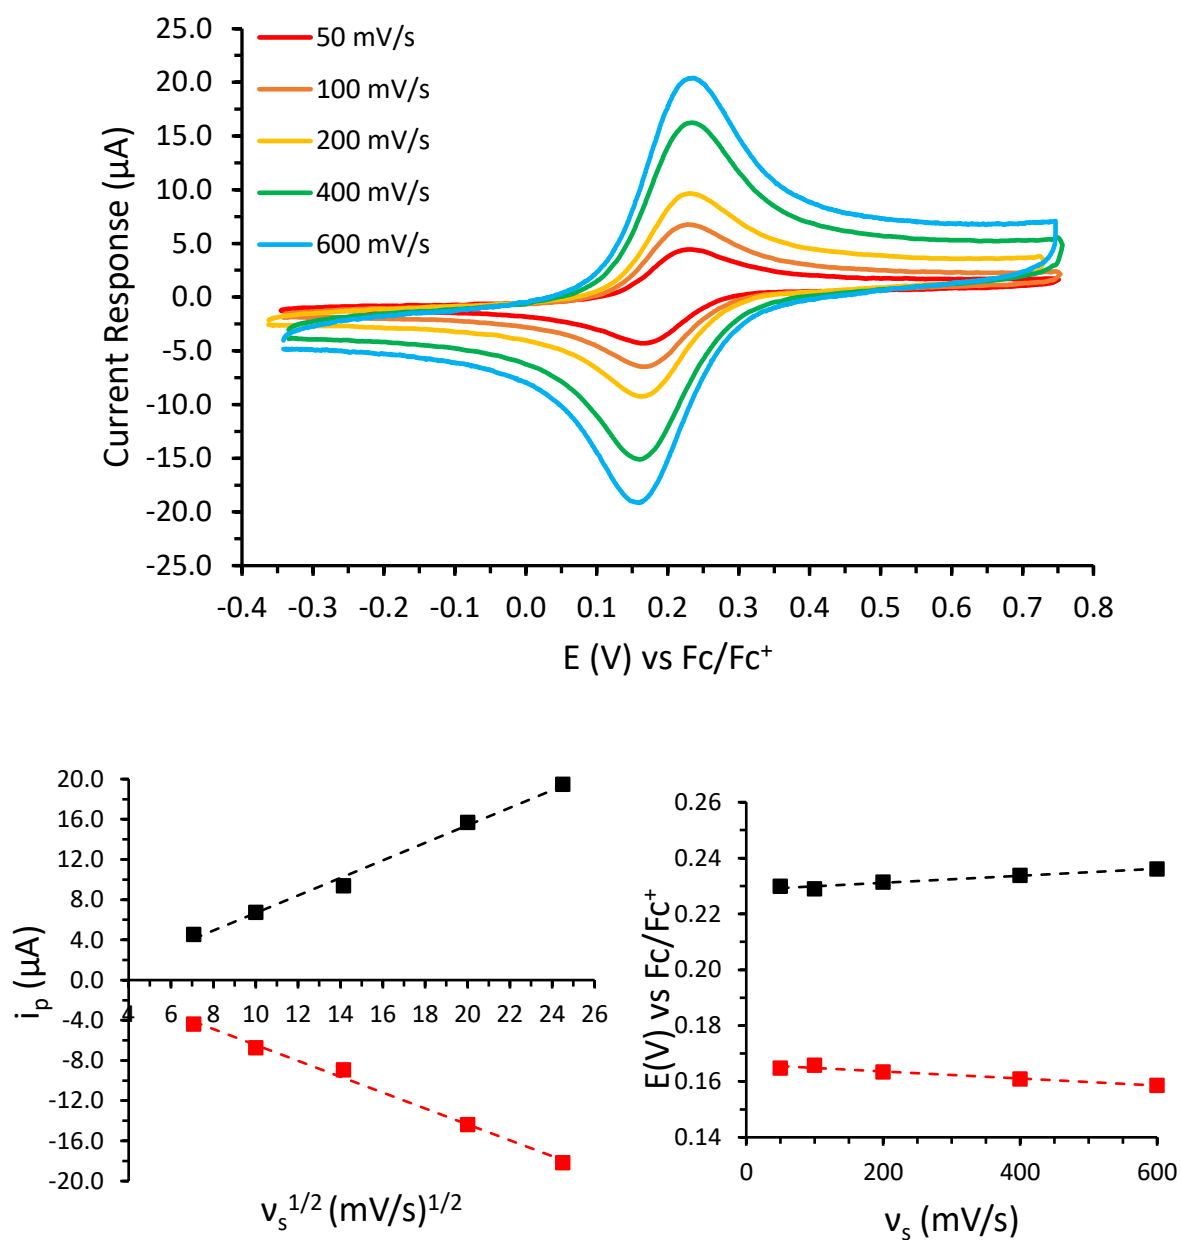 25.0
20.0
15.0
10.0
5.0
0.0
-5.0
-10.0
-15.0
-20.0
-25.0
Current Response (µA)
50 mV/s
100 mV/s
200 mV/s
400 mV/s
600 mV/s
-0.4 -0.3 -0.2 -0.1 0.0 0.1 0.2 0.3 0.4 0.5 0.6 0.7 0.8
E (V) vs Fc/Fc⁺
20.0
16.0
12.0
8.0
4.0
0.0
-4.0
-8.0
-12.0
-16.0
-20.0
iₚ (µA)
4 6 8 10 12 14 16 18 20 22 24 26
νₛ¹ᐟ² (mV/s)¹ᐟ²
0.26
0.24
0.22
0.20
0.18
0.16
0.14
E(V) vs Fc/Fc⁺
0 200 400 600
νₛ (mV/s)